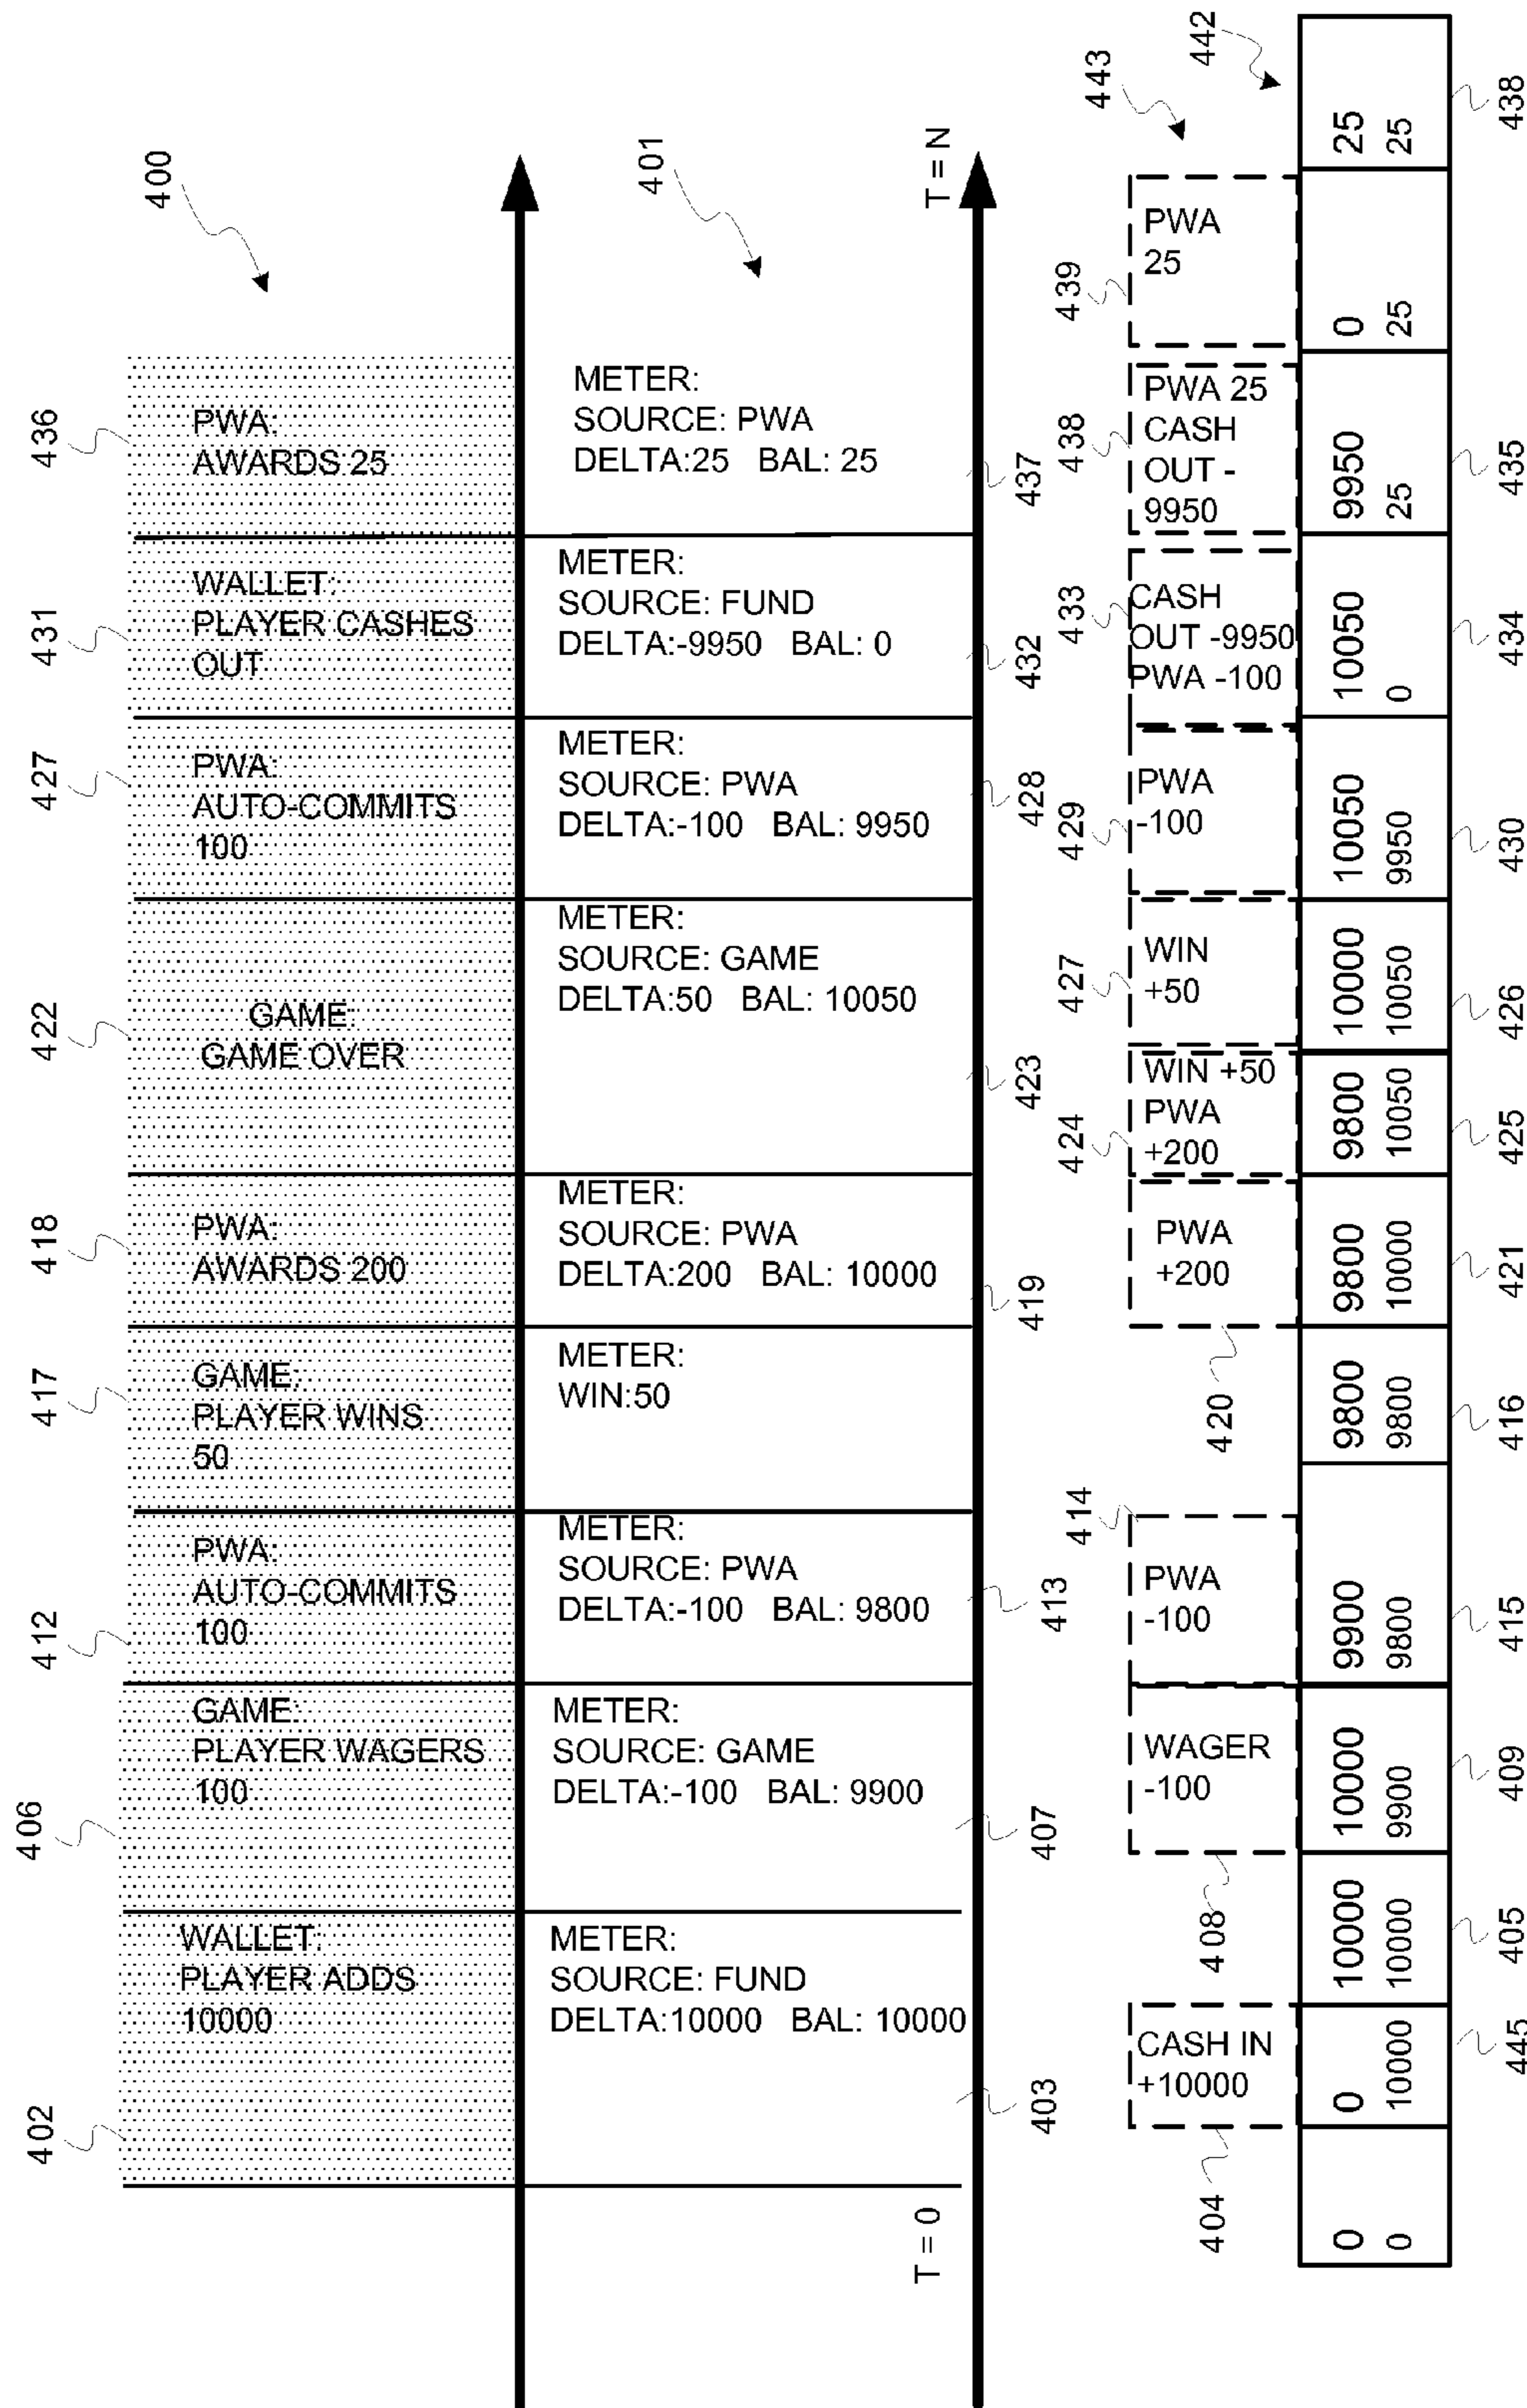 402
406
412
417
418
422
427
431
436
400
WALLET:
PLAYER ADDS
10000
GAME:
PLAYER WAGERS
100
PWA:
AUTO-COMMITS
100
GAME:
PLAYER WINS
50
PWA:
AWARDS 200
GAME:
GAME OVER
PWA:
AUTO-COMMITS
100
WALLET:
PLAYER CASHES
OUT
PWA:
AWARDS 25
401
METER:
SOURCE: FUND
DELTA:10000 BAL: 10000
METER:
SOURCE: GAME
DELTA:-100 BAL: 9900
METER:
SOURCE: PWA
DELTA:-100 BAL: 9800
METER:
WIN:50
METER:
SOURCE: PWA
DELTA:200 BAL: 10000
METER:
SOURCE: GAME
DELTA:50 BAL: 10050
METER:
SOURCE: PWA
DELTA:-100 BAL: 9950
METER:
SOURCE: FUND
DELTA:-9950 BAL: 0
METER:
SOURCE: PWA
DELTA:25 BAL: 25
T = 0
T = N
403
407
413
419
423
428
432
437
414
424
427
429
433
438
439
443
CASH IN
+10000
WAGER
-100
PWA
-100
PWA
+200
WIN +50
PWA
+200
WIN
+50
PWA
-100
CASH
OUT -9950
PWA -100
PWA 25
CASH
OUT -
9950
PWA
25
404
408
420
442
0
0
0
10000
10000
10000
10000
9900
9900
9800
9800
9800
9800
10000
9800
10050
10000
10050
10050
9950
10050
0
9950
25
0
25
25
25
445
405
409
415
416
421
425
426
430
434
435
438